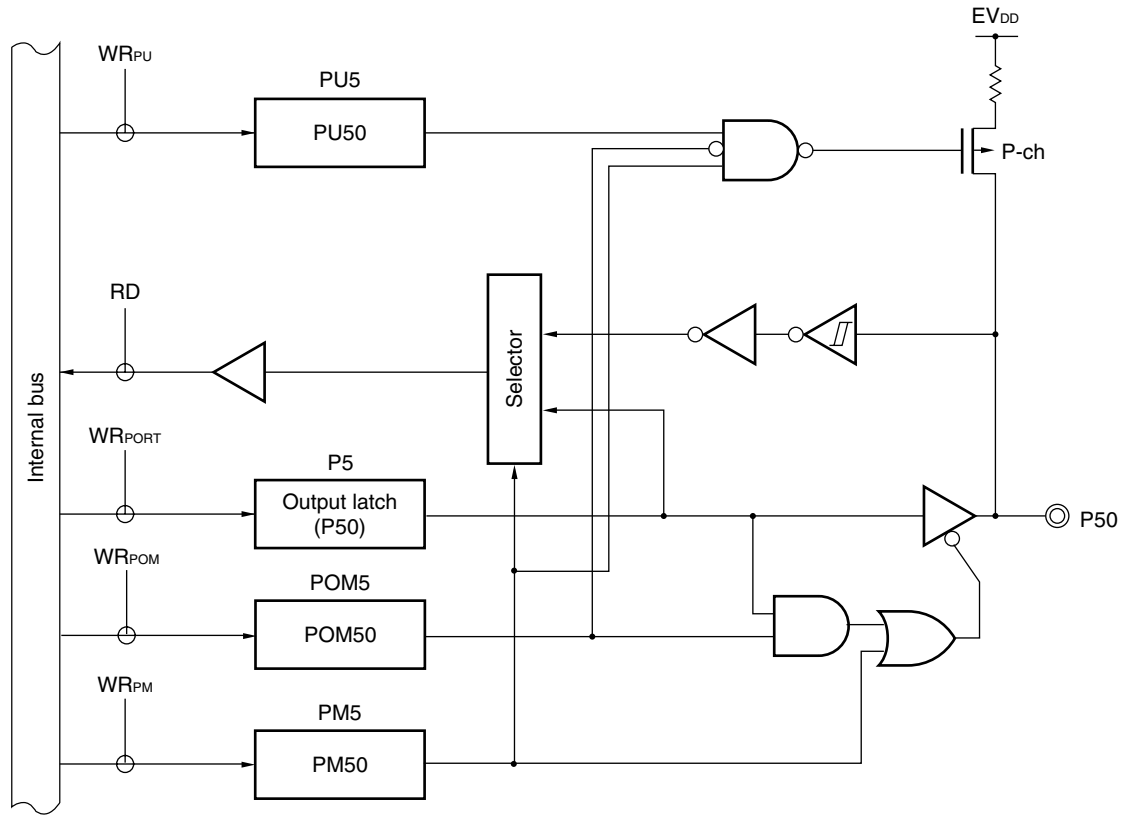 EVDD
WRPU
PU5
PU50
P-ch
RD
Selector
Internal bus
WRPORT
P5
Output latch
(P50)
P50
WRPOM
POM5
POM50
WRPM
PM5
PM50